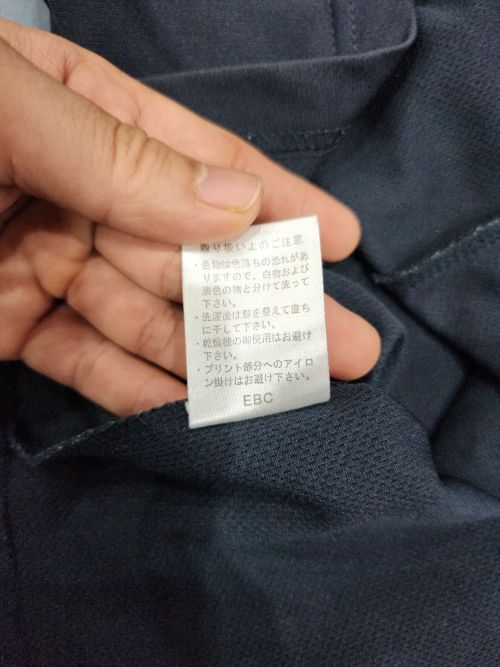 取り扱い上のご注意
・色物は色落ちの恐れがあ
りますので、白物および
淡色の物と分けて洗って
下さい。
・洗濯後は形を整えて直ち
に干して下さい。
・乾燥機の御使用はお避け
下さい。
・プリント部分へのアイロ
ン掛けはお避け下さい。
EBC